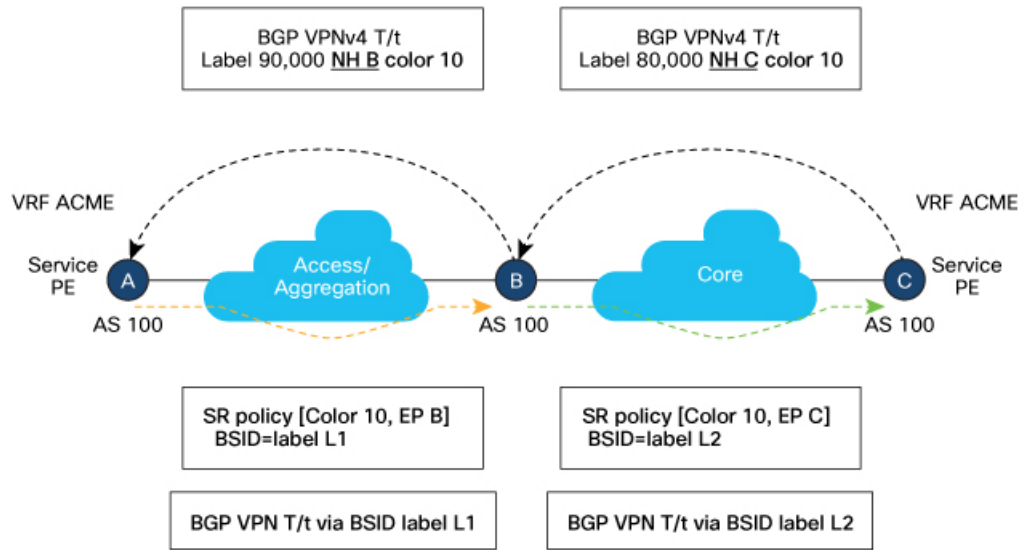 BGP VPNv4 T/t
Label 90,000 NH B color 10
BGP VPNv4 T/t
Label 80,000 NH C color 10
VRF ACME
VRF ACME
Service
PE
A
Access/
Aggregation
B
Core
C
Service
PE
AS 100
AS 100
AS 100
SR policy [Color 10, EP B]
BSID=label L1
SR policy [Color 10, EP C]
BSID=label L2
BGP VPN T/t via BSID label L1
BGP VPN T/t via BSID label L2